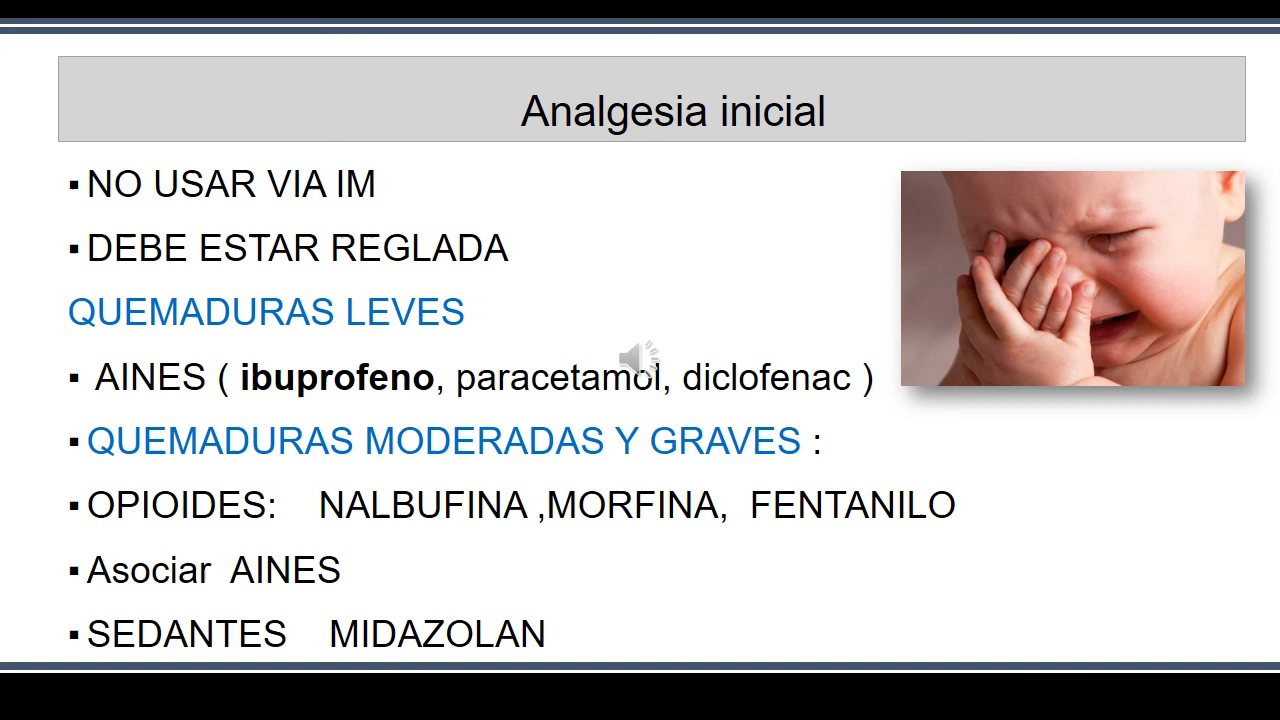 Analgesia inicial
▪NO USAR VIA IM
▪DEBE ESTAR REGLADA
QUEMADURAS LEVES
▪ AINES ( ibuprofeno, paracetamol, diclofenac )
▪QUEMADURAS MODERADAS Y GRAVES :
▪OPIOIDES: NALBUFINA ,MORFINA, FENTANILO
▪Asociar AINES
▪SEDANTES MIDAZOLAN